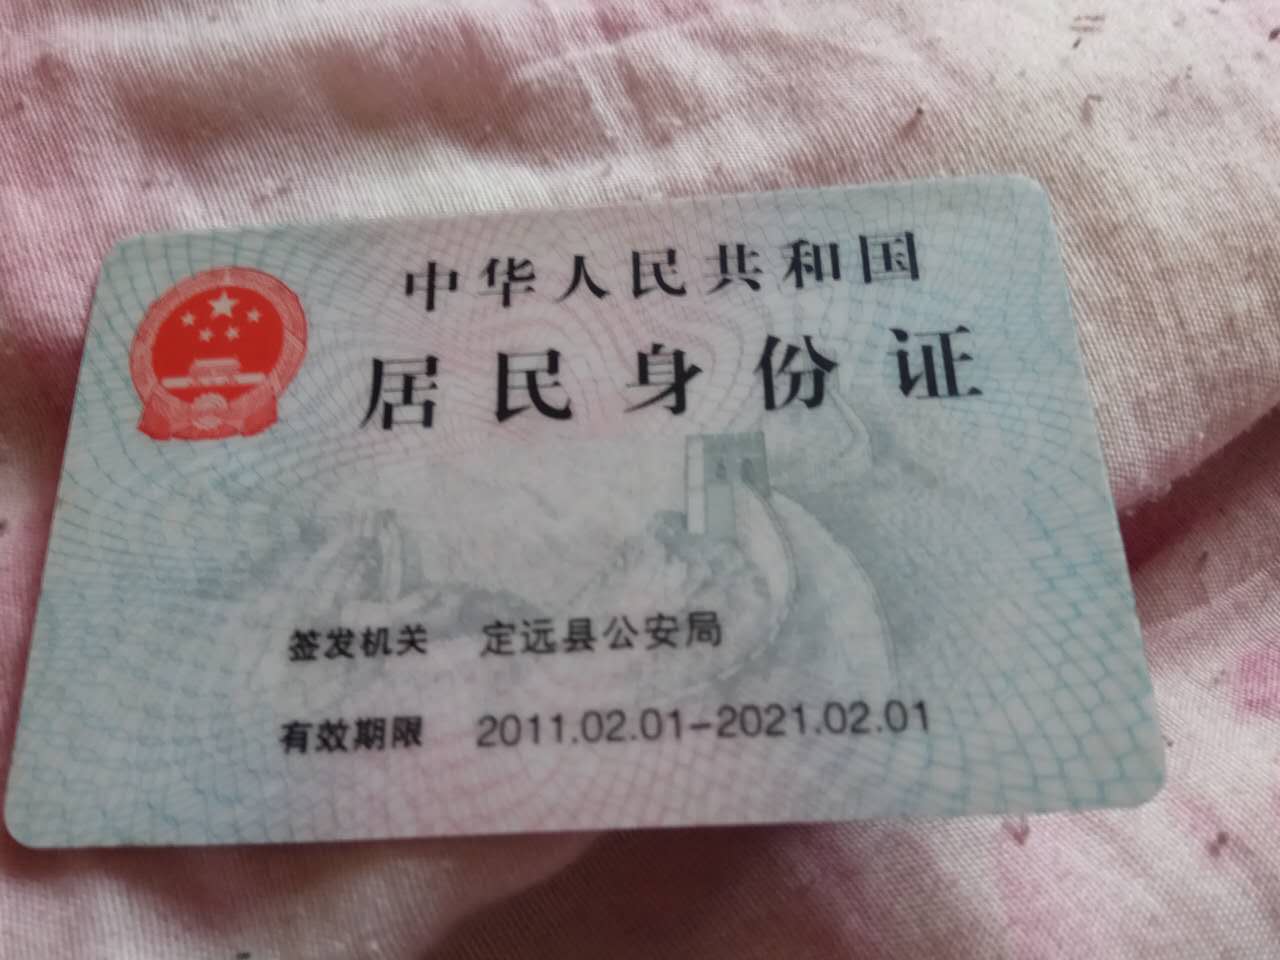 中华人民共和国
居民身份证
签发机关 定远县公安局
有效期限 2011.02.01-2021.02.01